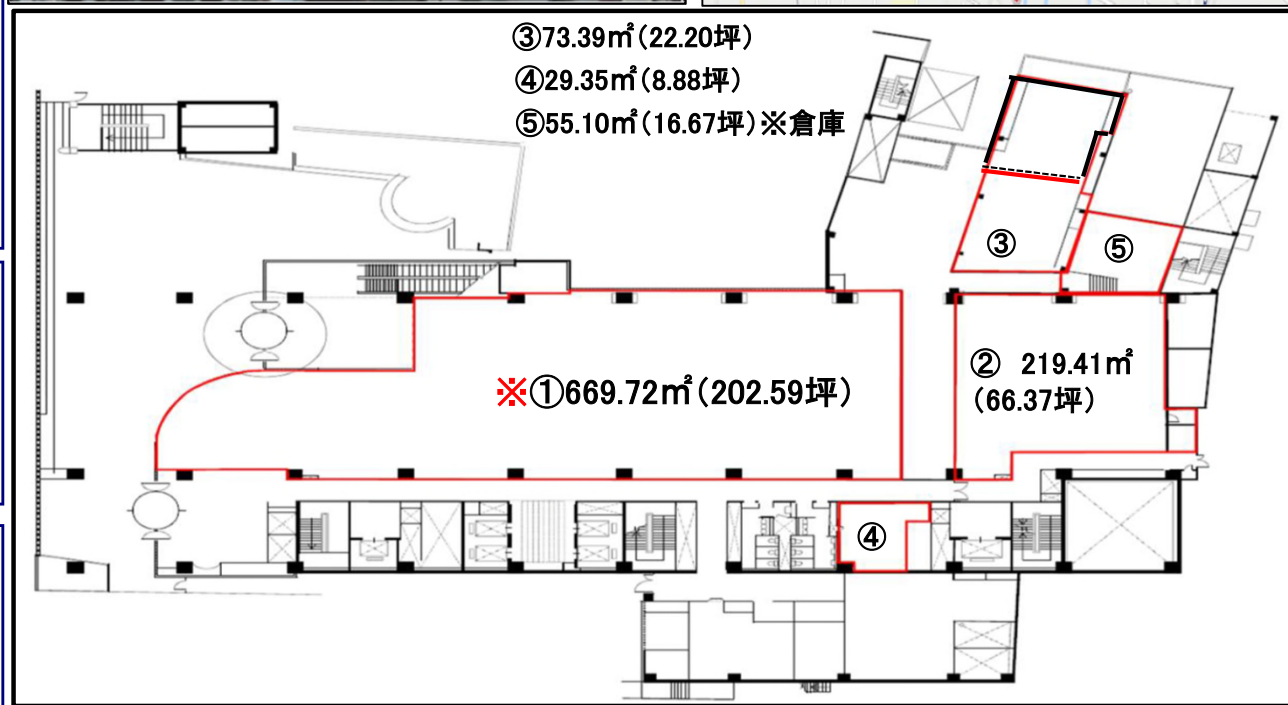 ③73.39㎡(22.20坪)
④29.35㎡(8.88坪)
⑤55.10㎡(16.67坪)※倉庫
③
⑤
② 219.41㎡
(66.37坪)
※①669.72㎡(202.59坪)
④